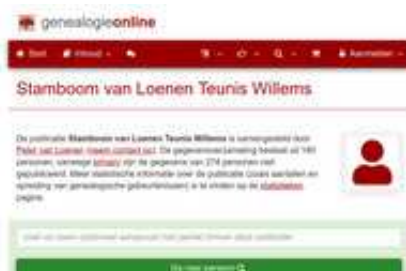 genealogieonline
Start Inhoud Aanmelden
Stamboom van Loenen Teunis Willems
De publicatie Stamboom van Loenen Teunis Willems is samengesteld door
Peter van Loenen (neem contact op). De gegevensverzameling bestaat uit
personen, vanwege privacy zijn de gegevens van 274 personen niet
gepubliceerd. Meer statistische informatie over de publicatie (zoals aantallen en
spreiding van genealogische gebeurtenissen) is te vinden op de statistieken
pagina.
Ga naar persoon